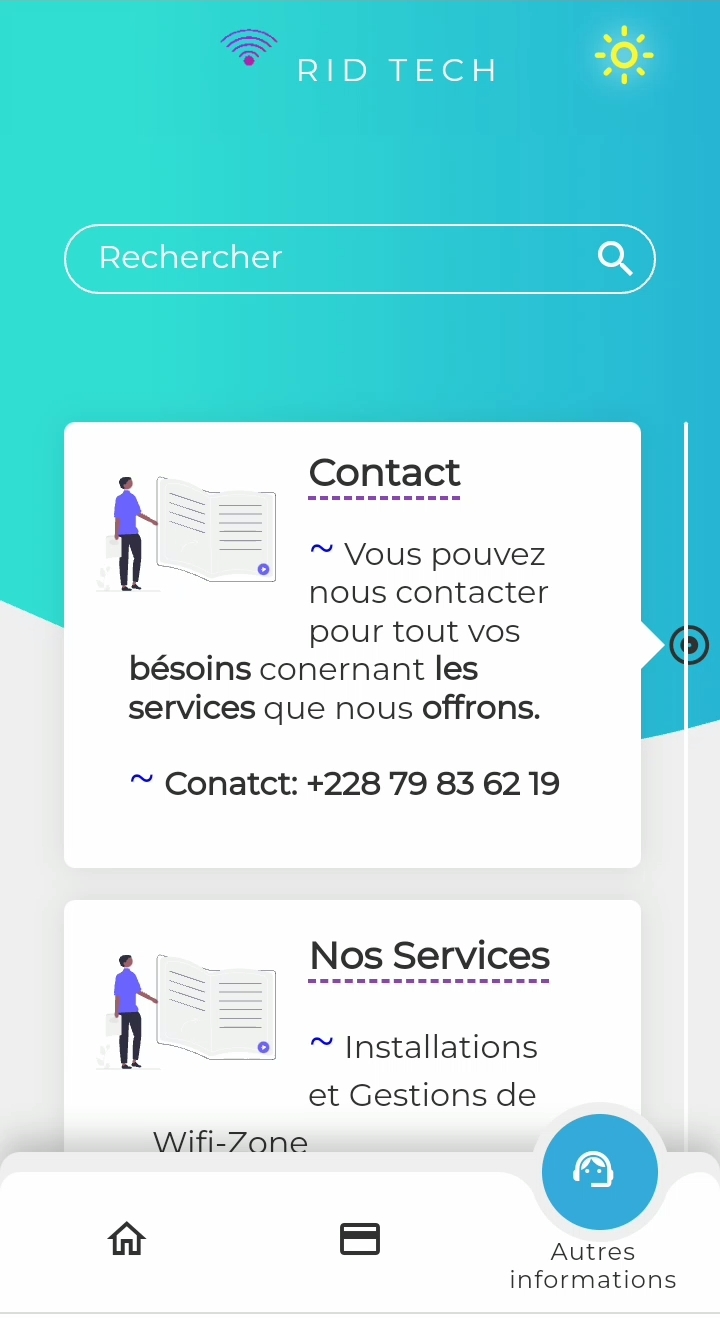 RID TECH
Rechercher
Contact
~ Vous pouvez
nous contacter
pour tout vos
bésoins conernant les
services que nous offrons.
~ Conatct: +228 79 83 62 19
Nos Services
~ Installations
et Gestions de
Wifi-Zone
Autres
informations